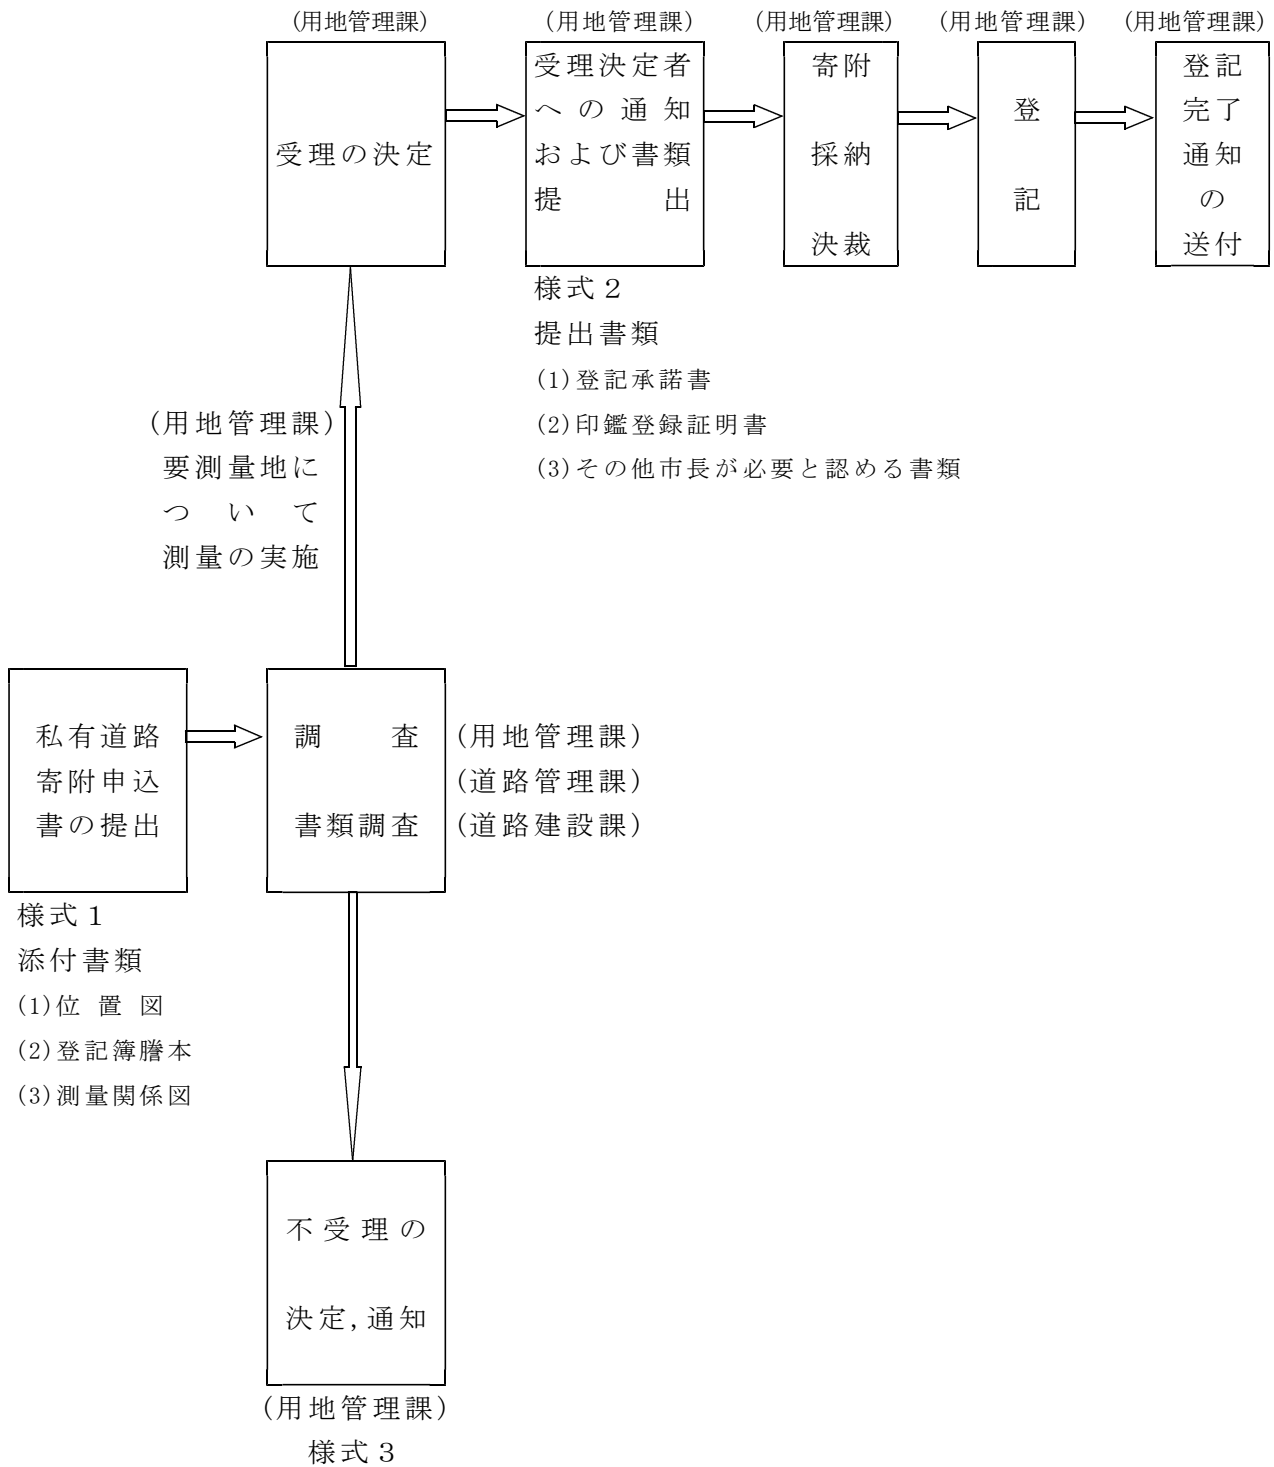 (用地管理課)
(用地管理課)
(用地管理課)
(用地管理課)
(用地管理課)
受理の決定
受理決定者
への通知
および書類
提出
寄附
採納
決裁
登
記
登記
完了
通知
の
送付
様式2
提出書類
(1)登記承諾書
(2)印鑑登録証明書
(3)その他市長が必要と認める書類
(用地管理課)
要測量地に
ついて
測量の実施
私有道路
寄附申込
書の提出
調査
書類調査
(用地管理課)
(道路管理課)
(道路建設課)
様式1
添付書類
(1)位置図
(2)登記簿謄本
(3)測量関係図
不受理の
決定,通知
(用地管理課)
様式3